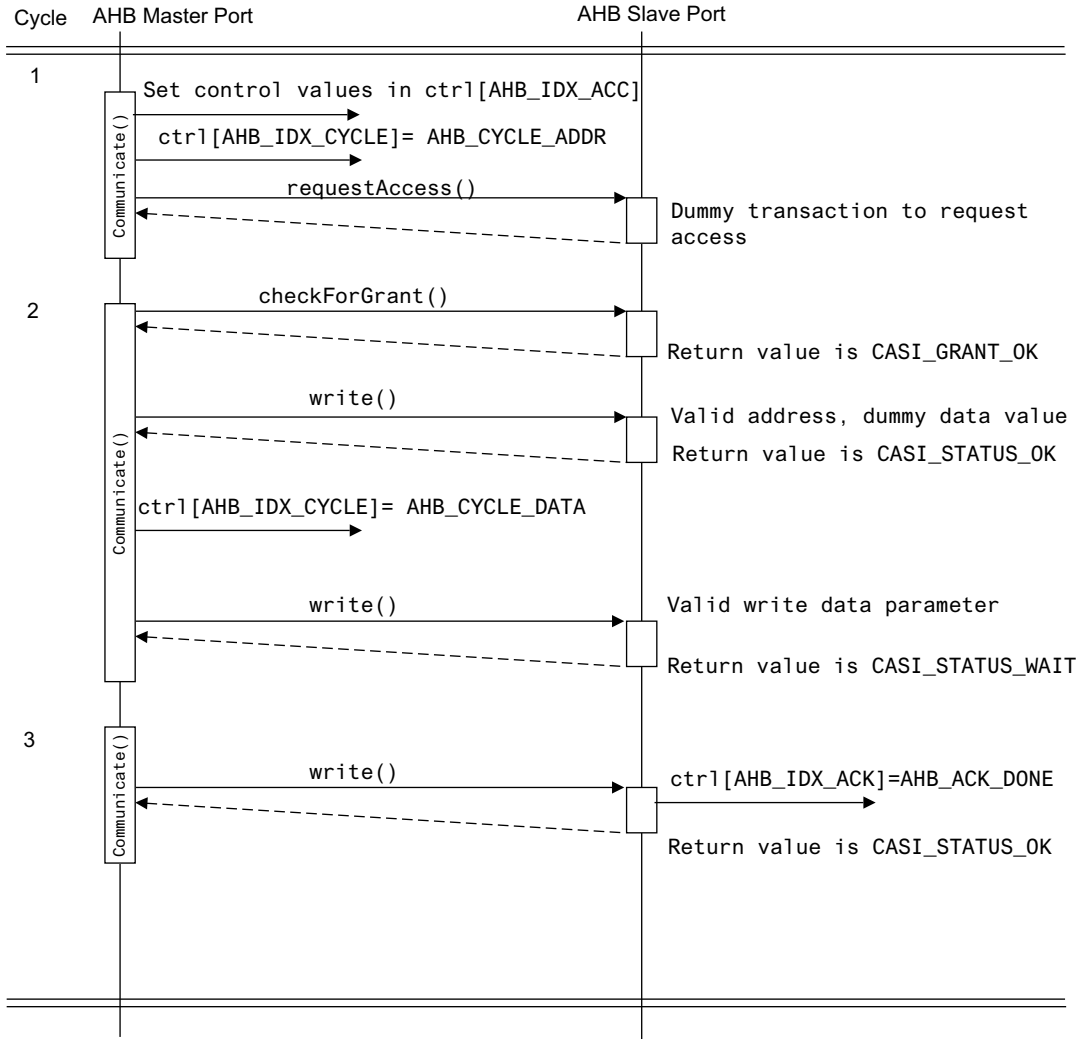 Cycle AHB Master Port AHB Slave Port
1
Communicate()
Set control values in ctrl[AHB_IDX_ACC]
ctrl[AHB_IDX_CYCLE]= AHB_CYCLE_ADDR
requestAccess()
Dummy transaction to request
access
2
Communicate()
checkForGrant()
Return value is CASI_GRANT_OK
write()
Valid address, dummy data value
Return value is CASI_STATUS_OK
ctrl[AHB_IDX_CYCLE]= AHB_CYCLE_DATA
write()
Valid write data parameter
Return value is CASI_STATUS_WAIT
3
Communicate()
write()
ctrl[AHB_IDX_ACK]=AHB_ACK_DONE
Return value is CASI_STATUS_OK